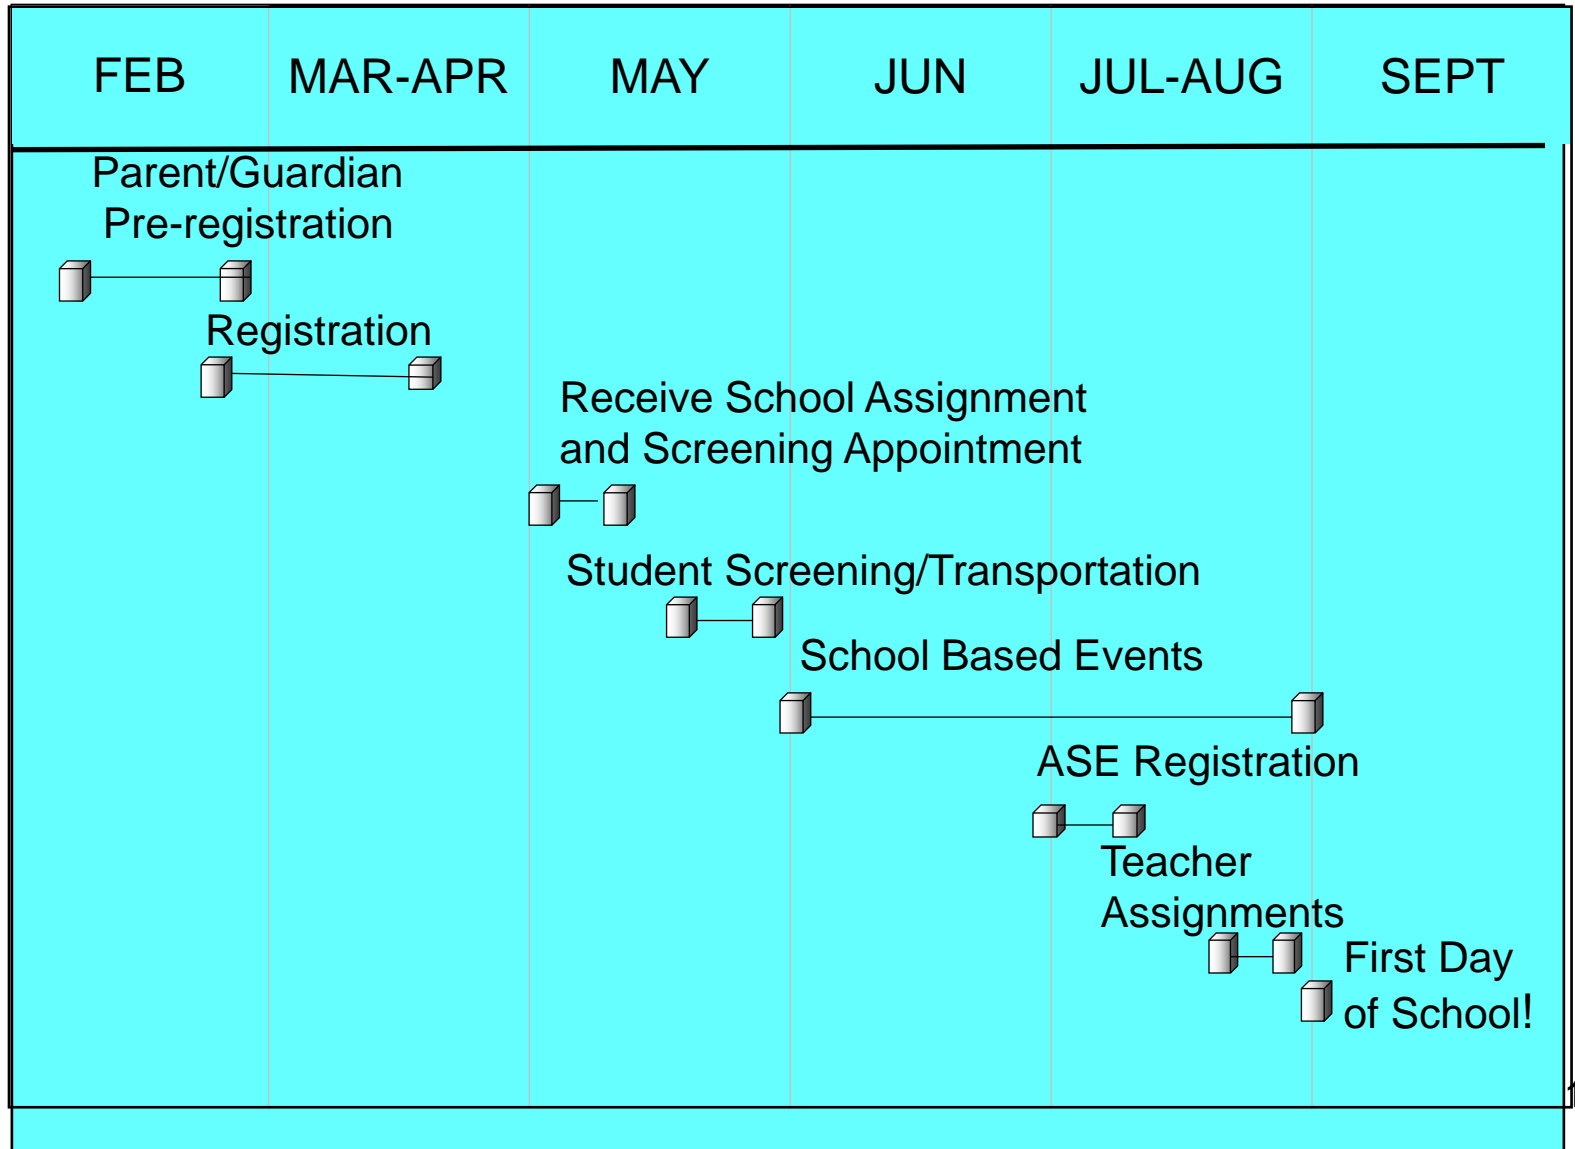 FEB MAR-APR MAY JUN JUL-AUG SEPT
Parent/Guardian
Pre-registration
Registration
Receive School Assignment
and Screening Appointment
Student Screening/Transportation
School Based Events
ASE Registration
Teacher
Assignments
First Day
of School!